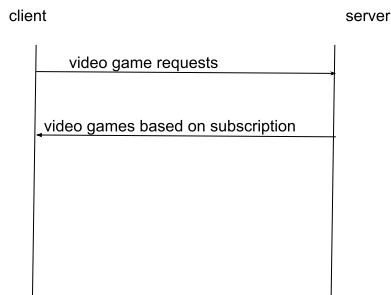 client
server
video game requests
video games based on subscription